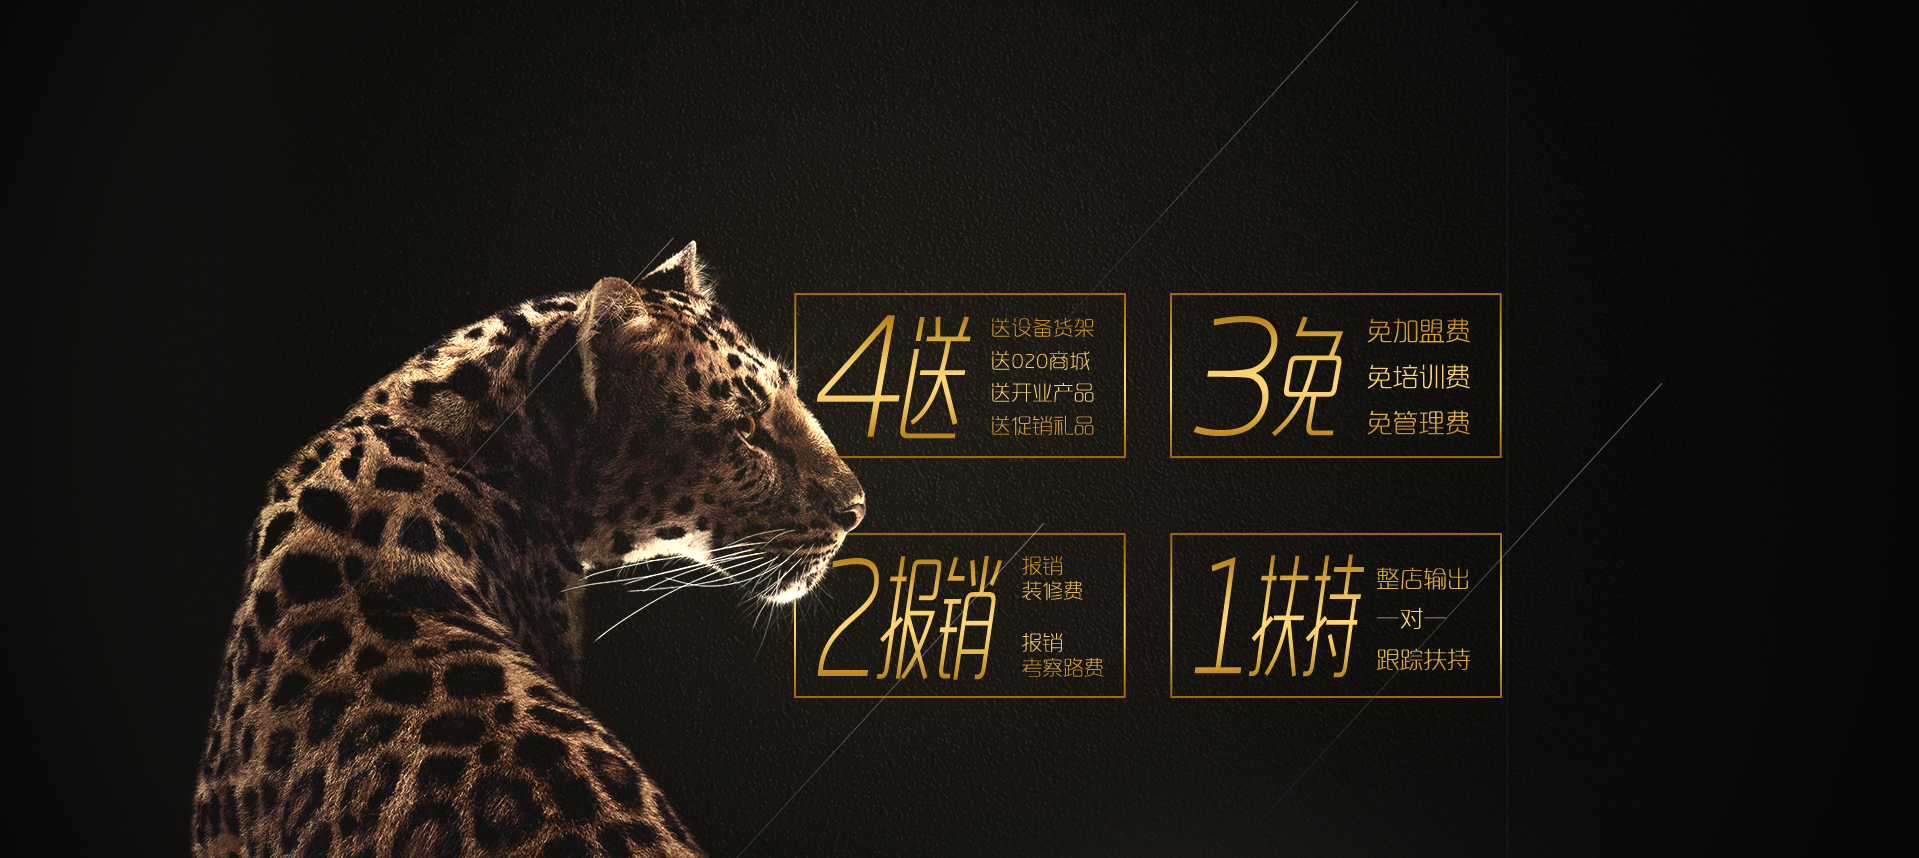 4送
送设备货架
送O2O商城
送开业产品
送促销礼品
3免
免加盟费
免培训费
免管理费
2报销
报销
装修费
报销
考察路费
1扶持
整店输出
一对一
跟踪扶持